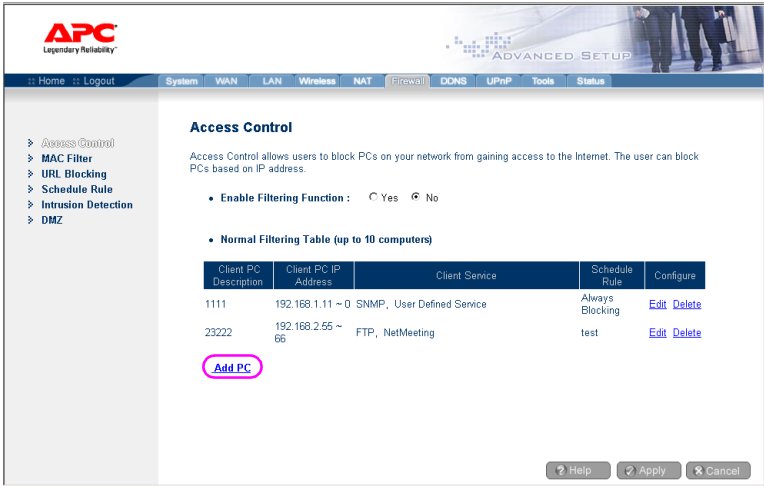 APC
Legendary Reliability™
ADVANCED SETUP
:: Home :: Logout
System WAN LAN Wireless NAT Firewall DDNS UPnP Tools Status
Access Control
MAC Filter
URL Blocking
Schedule Rule
Intrusion Detection
DMZ
Access Control
Access Control allows users to block PCs on your network from gaining access to the Internet. The user can block
PCs based on IP address.
• Enable Filtering Function : Yes No
• Normal Filtering Table (up to 10 computers)
Client PC Description Client PC IP Address Client Service Schedule Rule Configure
1111 192.168.1.11 ~ 0 SNMP, User Defined Service Always Blocking Edit Delete
23222 192.168.2.55 ~ 66 FTP, NetMeeting test Edit Delete
Add PC
? Help Apply Cancel